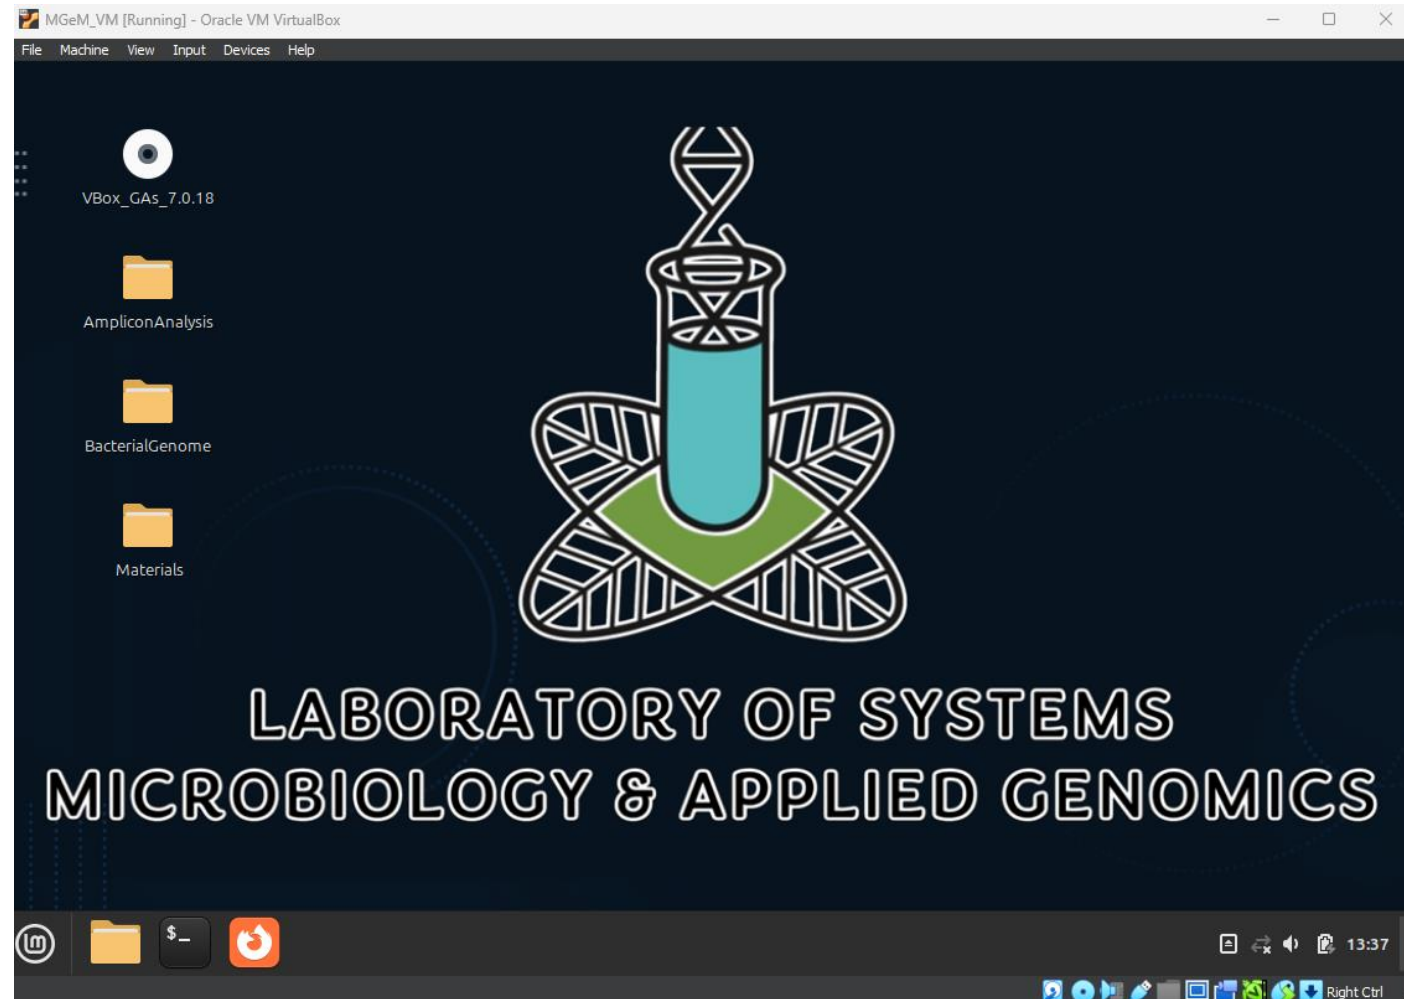 MGeM_VM [Running] - Oracle VM VirtualBox
File Machine View Input Devices Help
VBox_GAs_7.0.18
AmpliconAnalysis
BacterialGenome
Materials
LABORATORY OF SYSTEMS
MICROBIOLOGY & APPLIED GENOMICS
$_
13:37
Right Ctrl